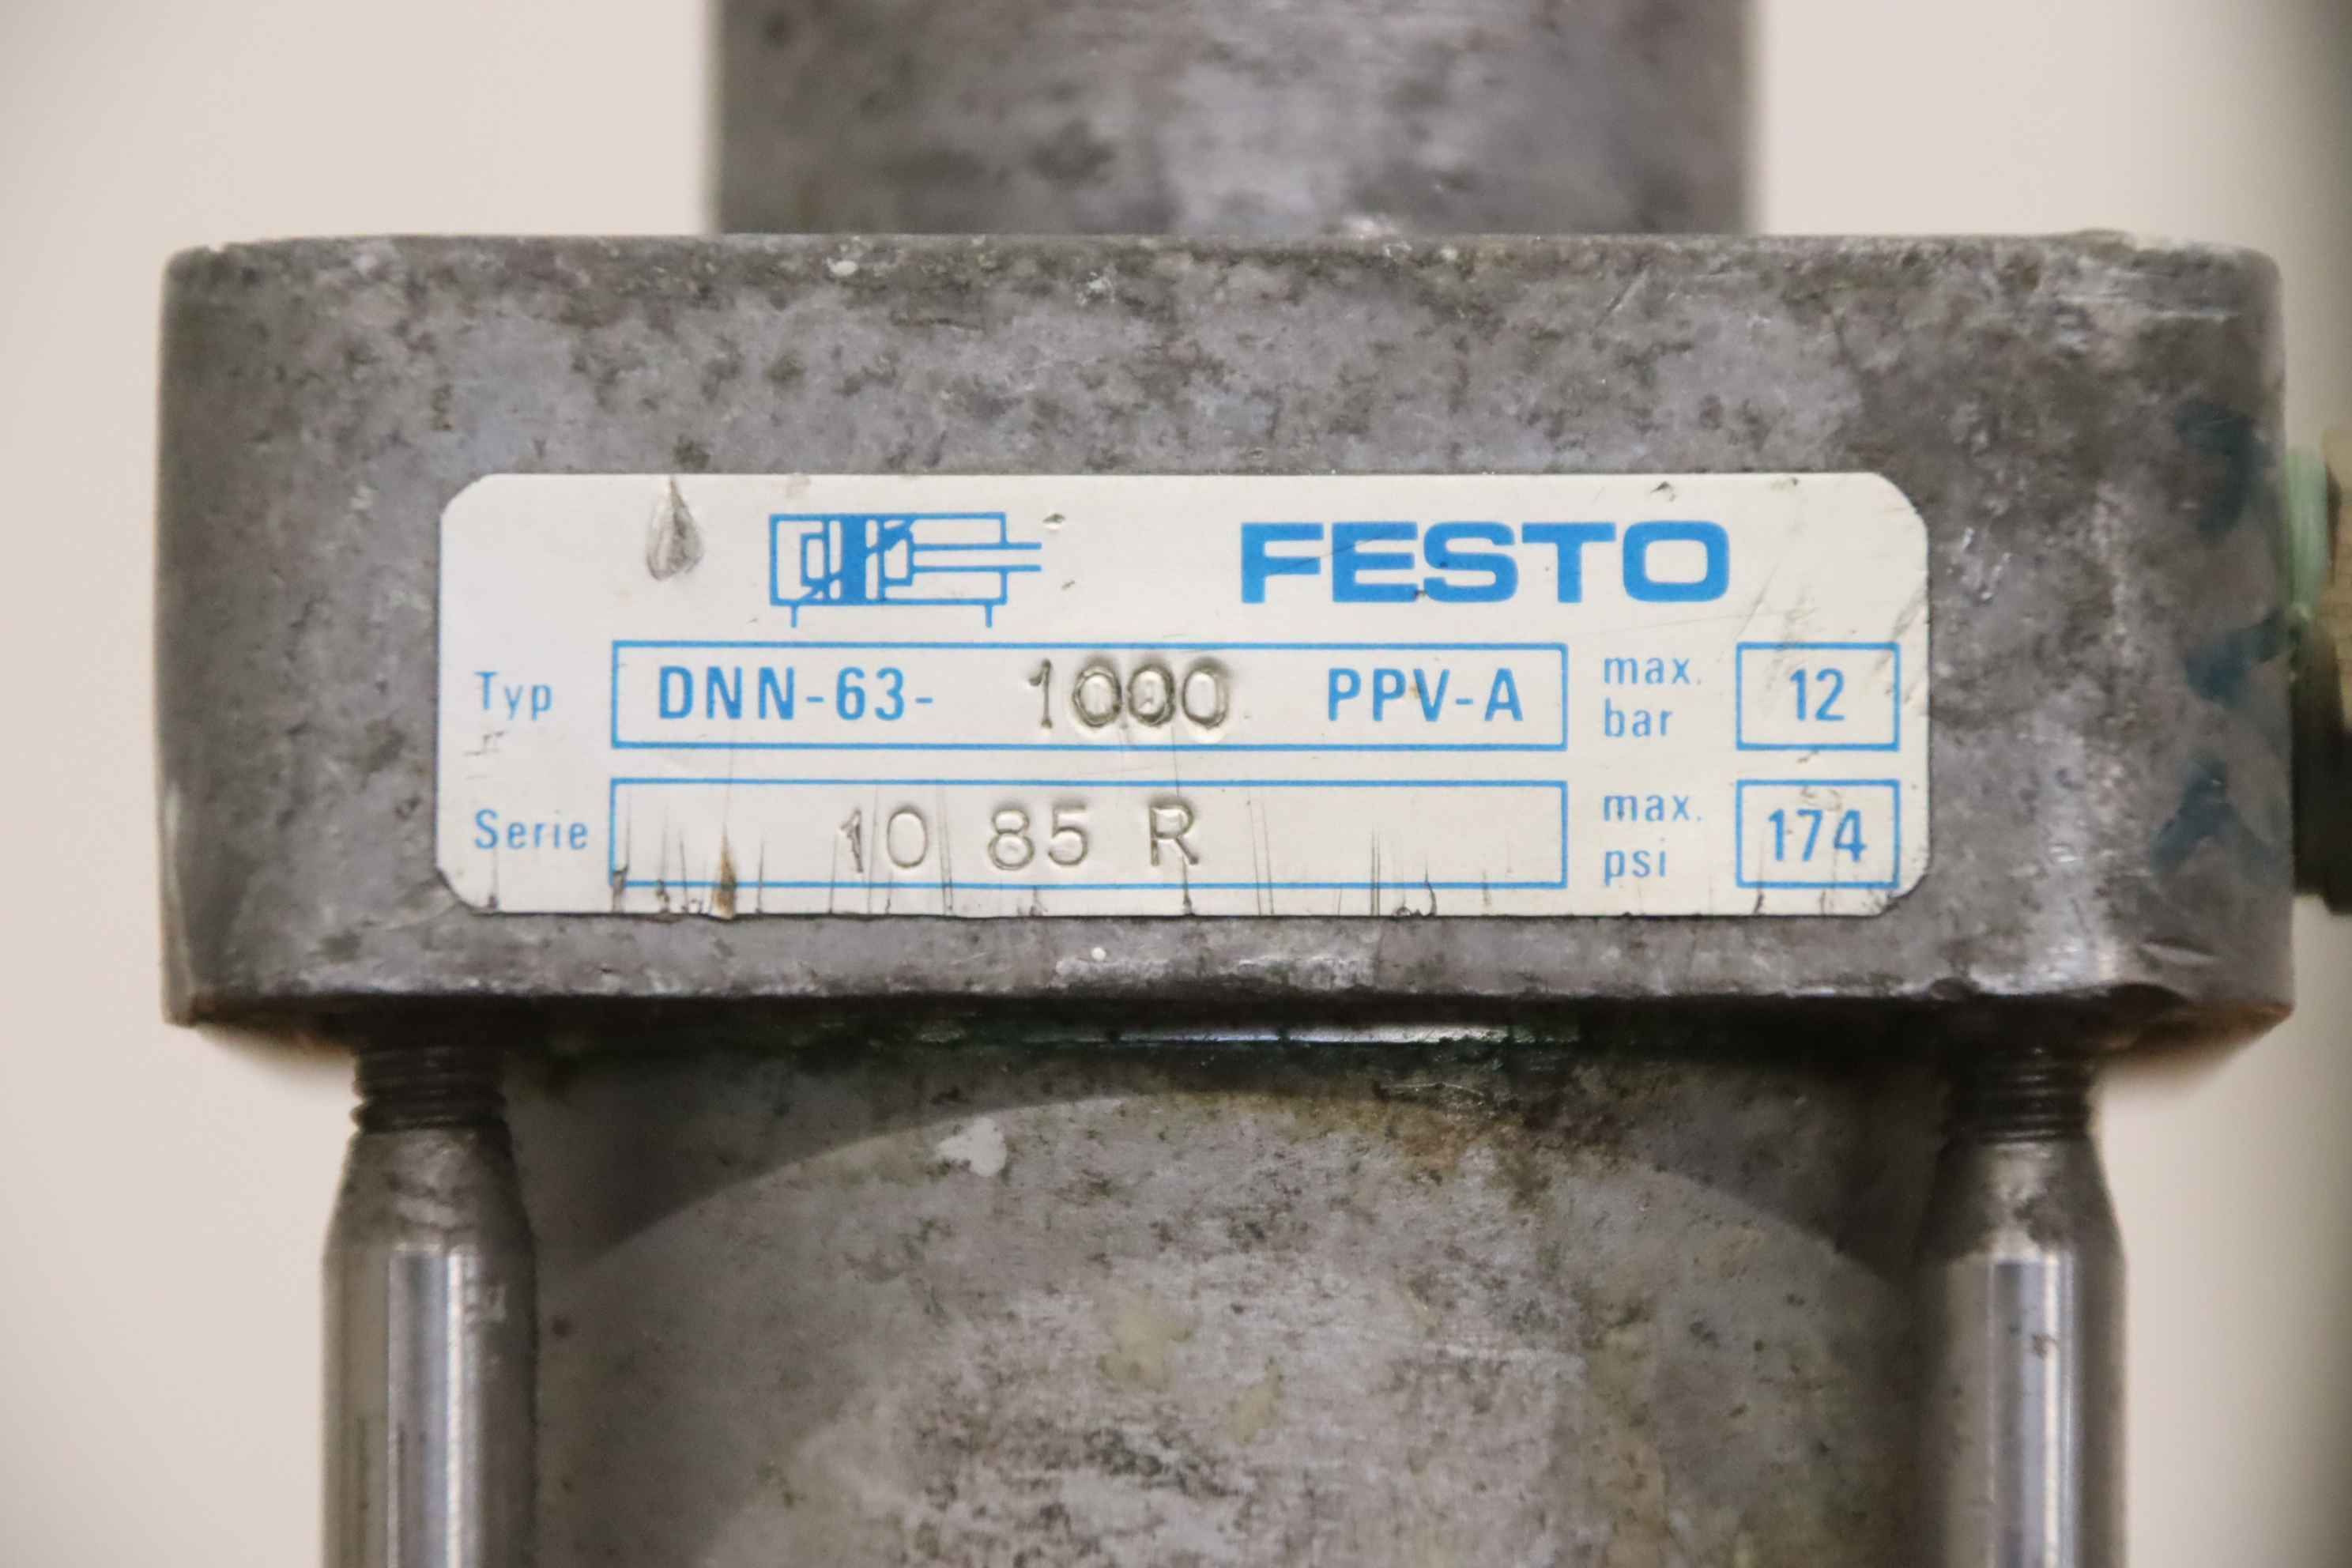 FESTO
Typ DNN-63- 1000 PPV-A max. bar 12
Serie 10 85 R max. psi 174